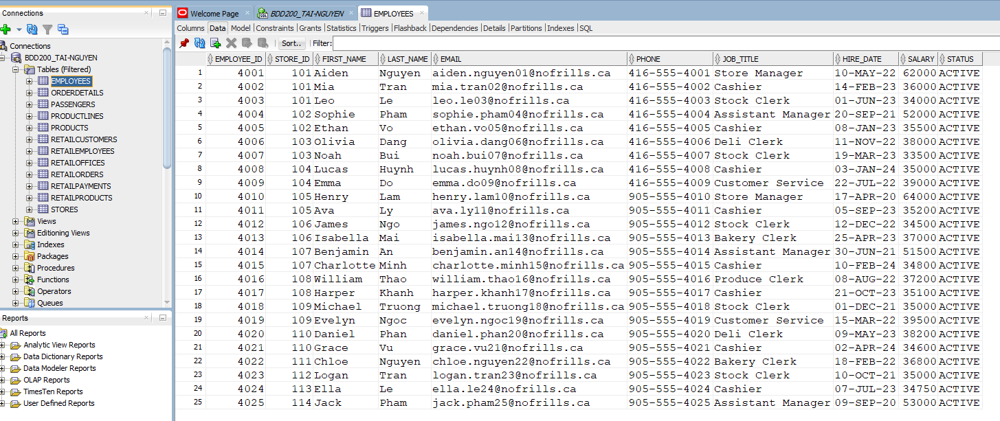 Connections
Connections
BDD200_TAI-NGUYEN
Tables (Filtered)
EMPLOYEES
ORDERDETAILS
PASSENGERS
PRODUCTLINES
PRODUCTS
RETAILCUSTOMERS
RETAILEMPLOYEES
RETAILOFFICES
RETAILORDERS
RETAILPAYMENTS
RETAILPRODUCTS
STORES
Views
Editioning Views
Indexes
Packages
Procedures
Functions
Operators
Queues
Reports
All Reports
Analytic View Reports
Data Dictionary Reports
Data Modeler Reports
OLAP Reports
TimesTen Reports
User Defined Reports
Welcome Page BDD200_TAI-NGUYEN EMPLOYEES
Columns Data Model Constraints Grants Statistics Triggers Flashback Dependencies Details Partitions Indexes SQL
Sort.. Filter:
EMPLOYEE_ID STORE_ID FIRST_NAME LAST_NAME EMAIL PHONE JOB_TITLE HIRE_DATE SALARY STATUS
1 4001 101 Aiden Nguyen aiden.nguyen01@nofrills.ca 416-555-4001 Store Manager 10-MAY-22 62000 ACTIVE
2 4002 101 Mia Tran mia.tran02@nofrills.ca 416-555-4002 Cashier 14-FEB-23 36000 ACTIVE
3 4003 101 Leo Le leo.le03@nofrills.ca 416-555-4003 Stock Clerk 01-JUN-23 34000 ACTIVE
4 4004 102 Sophie Pham sophie.pham04@nofrills.ca 416-555-4004 Assistant Manager 20-SEP-21 52000 ACTIVE
5 4005 102 Ethan Vo ethan.vo05@nofrills.ca 416-555-4005 Cashier 08-JAN-23 35500 ACTIVE
6 4006 103 Olivia Dang olivia.dang06@nofrills.ca 416-555-4006 Deli Clerk 11-NOV-22 38000 ACTIVE
7 4007 103 Noah Bui noah.bui07@nofrills.ca 416-555-4007 Stock Clerk 19-MAR-23 33500 ACTIVE
8 4008 104 Lucas Huynh lucas.huynh08@nofrills.ca 416-555-4008 Cashier 03-JAN-24 35000 ACTIVE
9 4009 104 Emma Do emma.do09@nofrills.ca 416-555-4009 Customer Service 22-JUL-22 39000 ACTIVE
10 4010 105 Henry Lam henry.lam10@nofrills.ca 905-555-4010 Store Manager 17-APR-20 64000 ACTIVE
11 4011 105 Ava Ly ava.ly11@nofrills.ca 905-555-4011 Cashier 05-SEP-23 35200 ACTIVE
12 4012 106 James Ngo james.ngo12@nofrills.ca 905-555-4012 Stock Clerk 12-DEC-22 34500 ACTIVE
13 4013 106 Isabella Mai isabella.mai13@nofrills.ca 905-555-4013 Bakery Clerk 25-APR-23 37000 ACTIVE
14 4014 107 Benjamin An benjamin.an14@nofrills.ca 905-555-4014 Assistant Manager 30-JUN-21 51500 ACTIVE
15 4015 107 Charlotte Minh charlotte.minh15@nofrills.ca 905-555-4015 Cashier 10-FEB-24 34800 ACTIVE
16 4016 108 William Thao william.thao16@nofrills.ca 905-555-4016 Produce Clerk 08-AUG-22 37200 ACTIVE
17 4017 108 Harper Khanh harper.khanh17@nofrills.ca 905-555-4017 Cashier 21-OCT-23 35100 ACTIVE
18 4018 109 Michael Truong michael.truong18@nofrills.ca 905-555-4018 Stock Clerk 01-DEC-21 35000 ACTIVE
19 4019 109 Evelyn Ngoc evelyn.ngoc19@nofrills.ca 905-555-4019 Customer Service 15-MAR-22 39500 ACTIVE
20 4020 110 Daniel Phan daniel.phan20@nofrills.ca 905-555-4020 Deli Clerk 09-MAY-23 38200 ACTIVE
21 4021 110 Grace Vu grace.vu21@nofrills.ca 905-555-4021 Cashier 02-APR-24 34600 ACTIVE
22 4022 111 Chloe Nguyen chloe.nguyen22@nofrills.ca 905-555-4022 Bakery Clerk 18-FEB-22 36800 ACTIVE
23 4023 112 Logan Tran logan.tran23@nofrills.ca 905-555-4023 Stock Clerk 10-OCT-21 35000 ACTIVE
24 4024 113 Ella Le ella.le24@nofrills.ca 905-555-4024 Cashier 07-JUL-23 34750 ACTIVE
25 4025 114 Jack Pham jack.pham25@nofrills.ca 905-555-4025 Assistant Manager 09-SEP-20 53000 ACTIVE